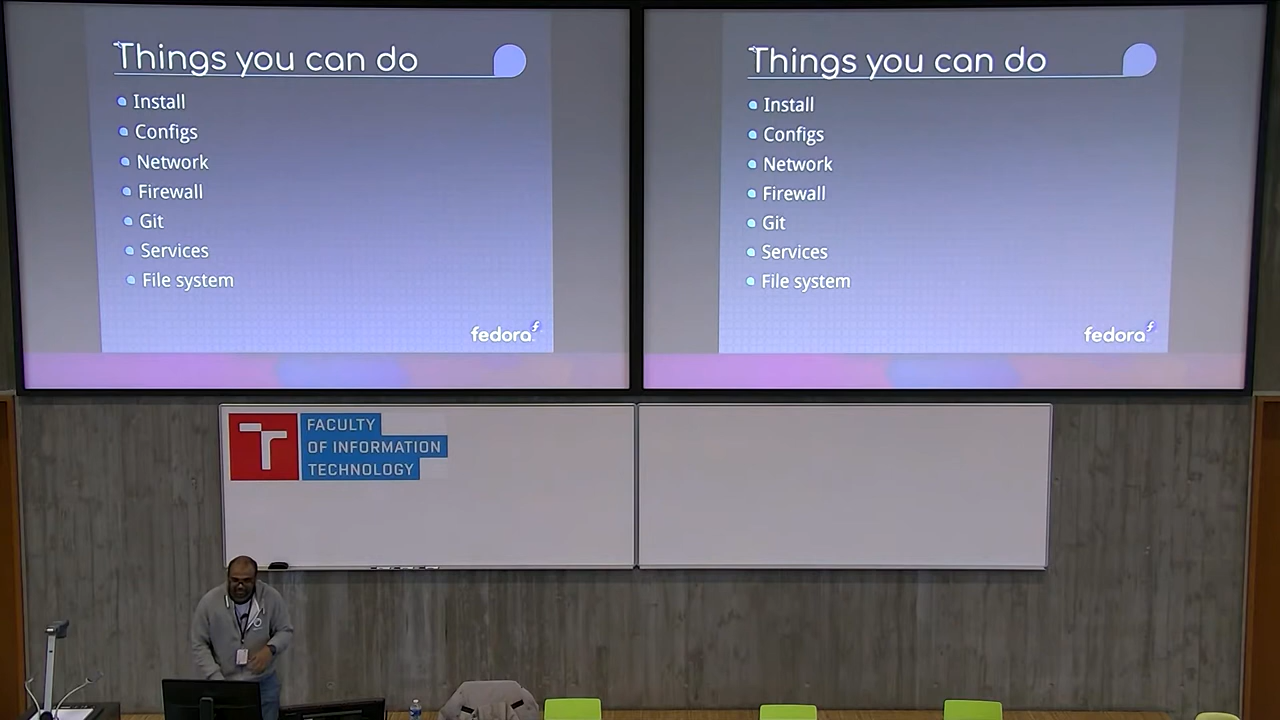 Things you can do
Install
Configs
Network
Firewall
Git
Services
File system
fedora
Things you can do
Install
Configs
Network
Firewall
Git
Services
File system
fedora
FACULTY
OF INFORMATION
TECHNOLOGY